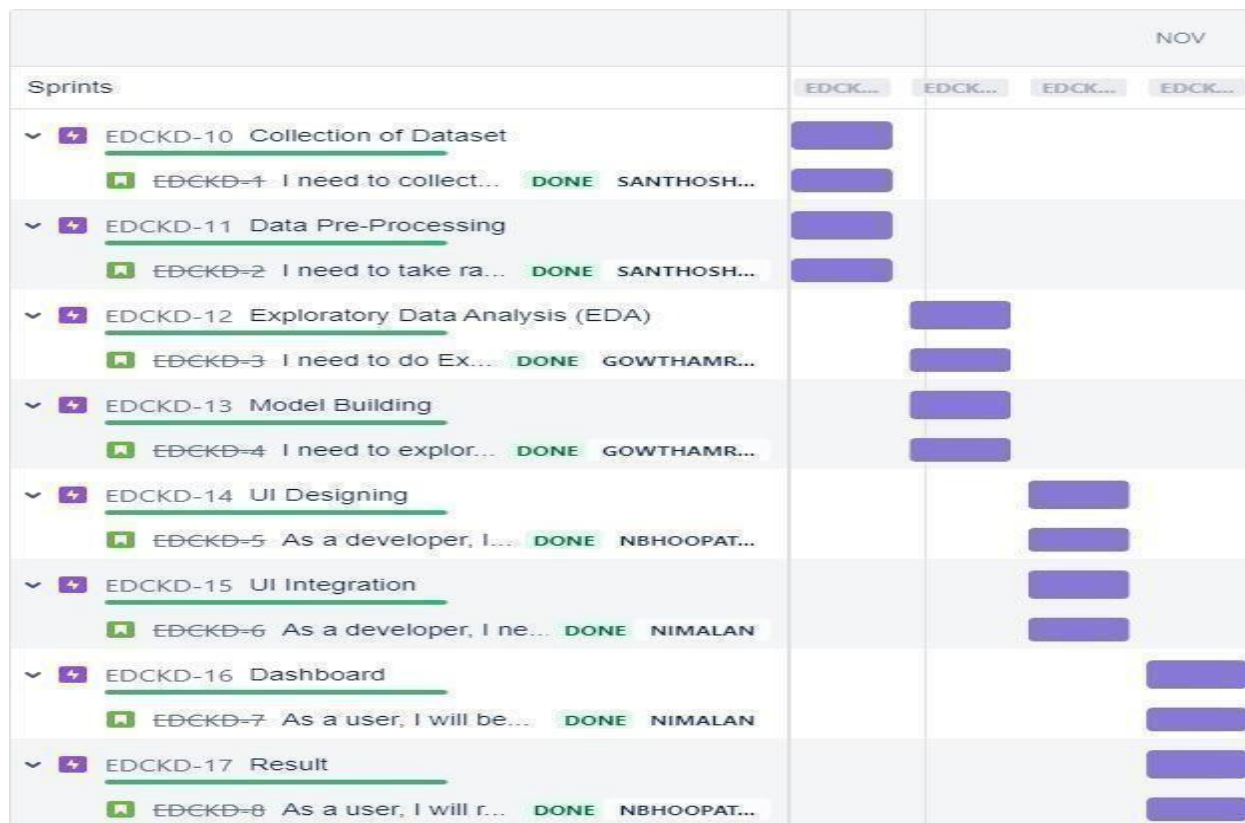 NOV
Sprints EDCK... EDCK... EDCK... EDCK...
EDCKD-10 Collection of Dataset
EDCKD-1 I need to collect... DONE SANTHOSH...
EDCKD-11 Data Pre-Processing
EDCKD-2 I need to take ra... DONE SANTHOSH...
EDCKD-12 Exploratory Data Analysis (EDA)
EDCKD-3 I need to do Ex... DONE GOWTHAMR...
EDCKD-13 Model Building
EDCKD-4 I need to explor... DONE GOWTHAMR...
EDCKD-14 UI Designing
EDCKD-5 As a developer, I... DONE NBHOOPAT...
EDCKD-15 UI Integration
EDCKD-6 As a developer, I ne... DONE NIMALAN
EDCKD-16 Dashboard
EDCKD-7 As a user, I will be... DONE NIMALAN
EDCKD-17 Result
EDCKD-8 As a user, I will r... DONE NBHOOPAT...